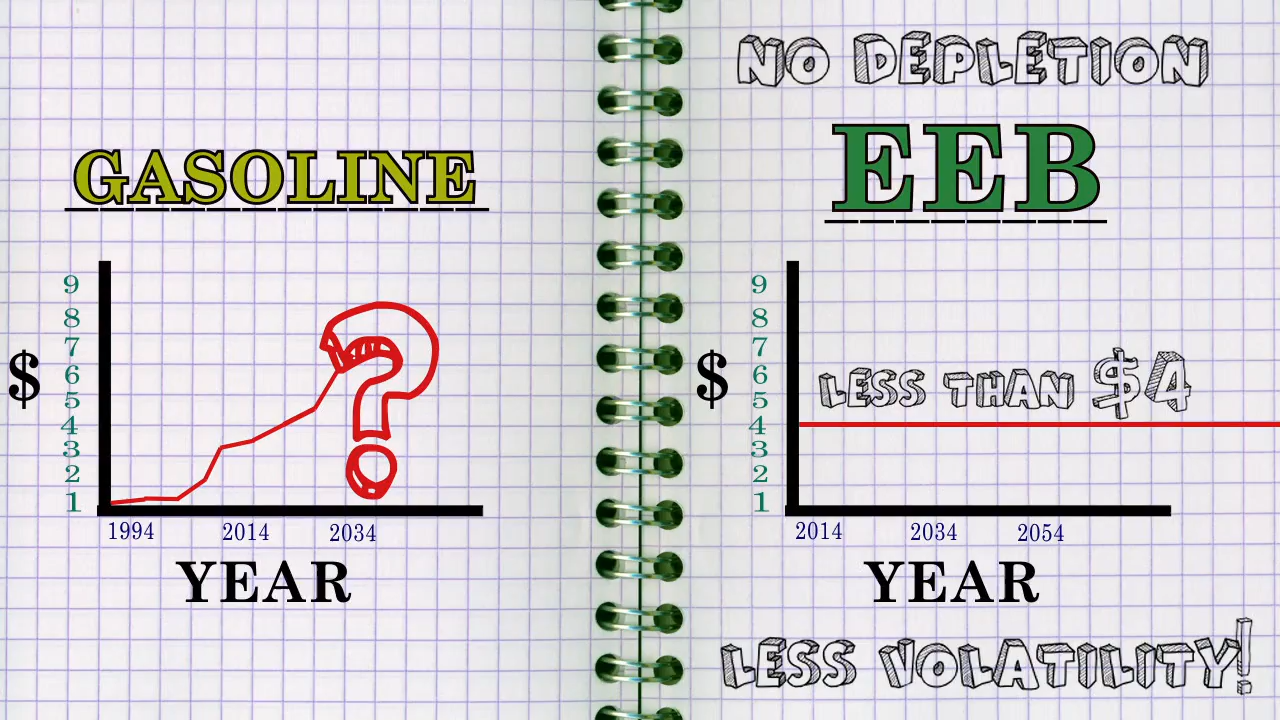 GASOLINE
$
9
8
7
6
5
4
3
2
1
1994 2014 2034
YEAR
NO DEPLETION
EEB
$
9
8
7
6
5
4
3
2
1
LESS THAN $4
2014 2034 2054
YEAR
LESS VOLATILITY!